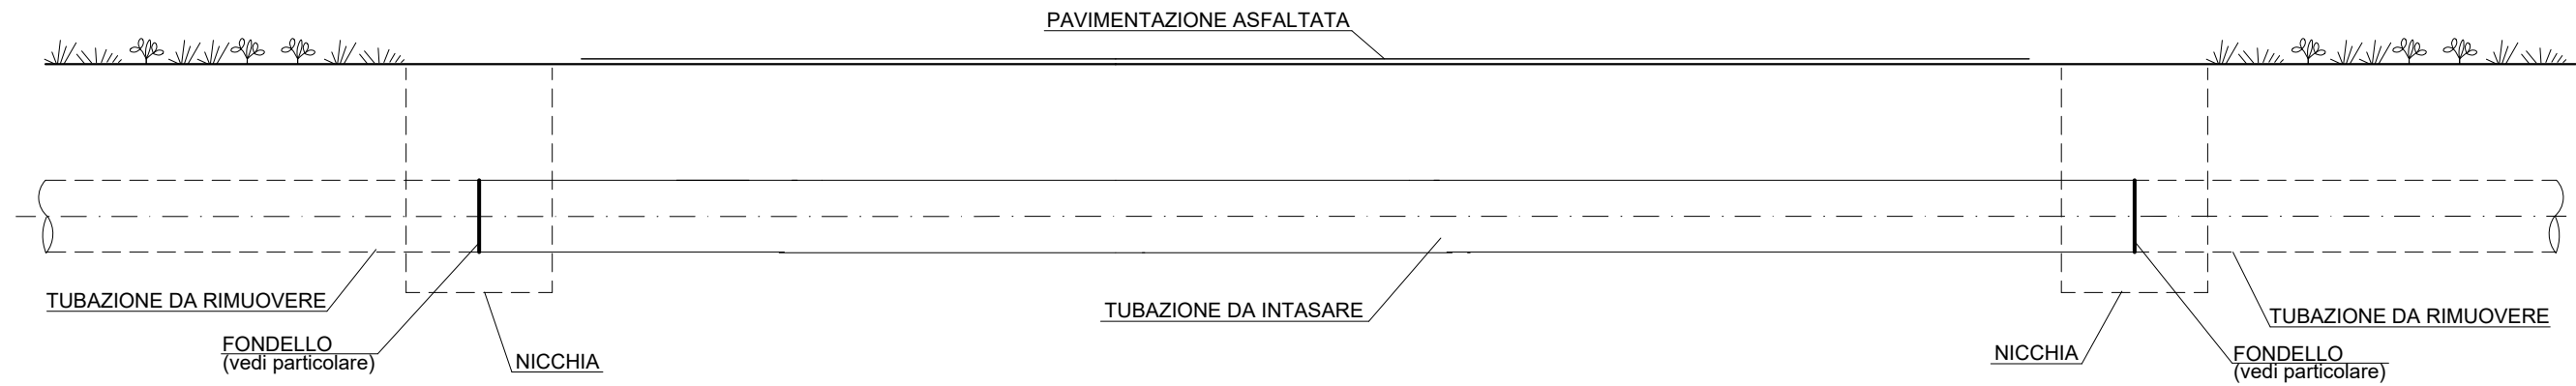 PAVIMENTAZIONE ASFALTATA
TUBAZIONE DA RIMUOVERE
FONDELLO
(vedi particolare)
NICCHIA
TUBAZIONE DA INTASARE
NICCHIA
TUBAZIONE DA RIMUOVERE
FONDELLO
(vedi particolare)